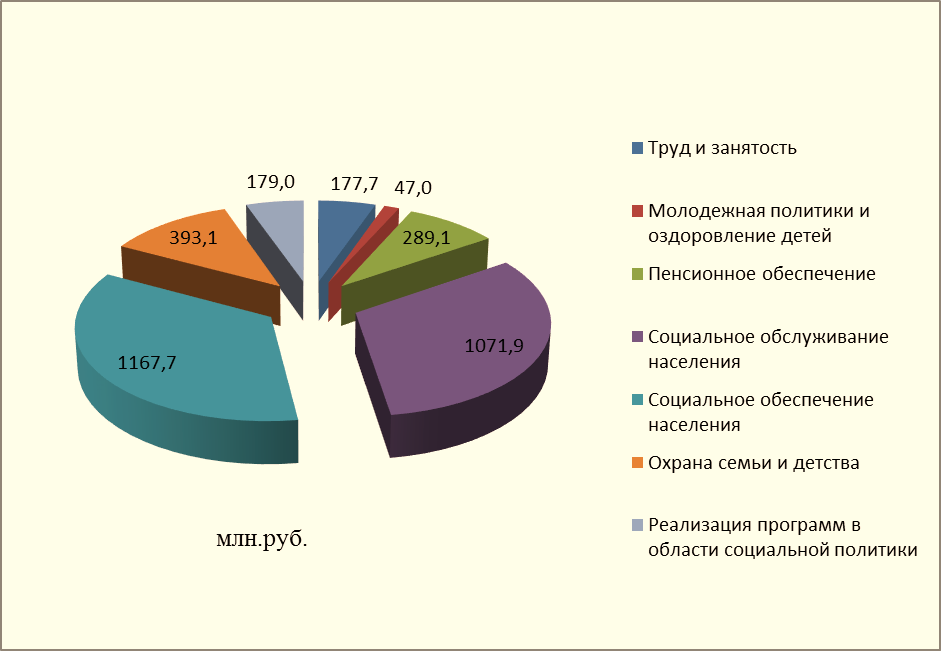 179,0
177,7
47,0
393,1
289,1
1167,7
1071,9
млн.руб.
Труд и занятость
Молодежная политики и
оздоровление детей
Пенсионное обеспечение
Социальное обслуживание
населения
Социальное обеспечение
населения
Охрана семьи и детства
Реализация программ в
области социальной политики